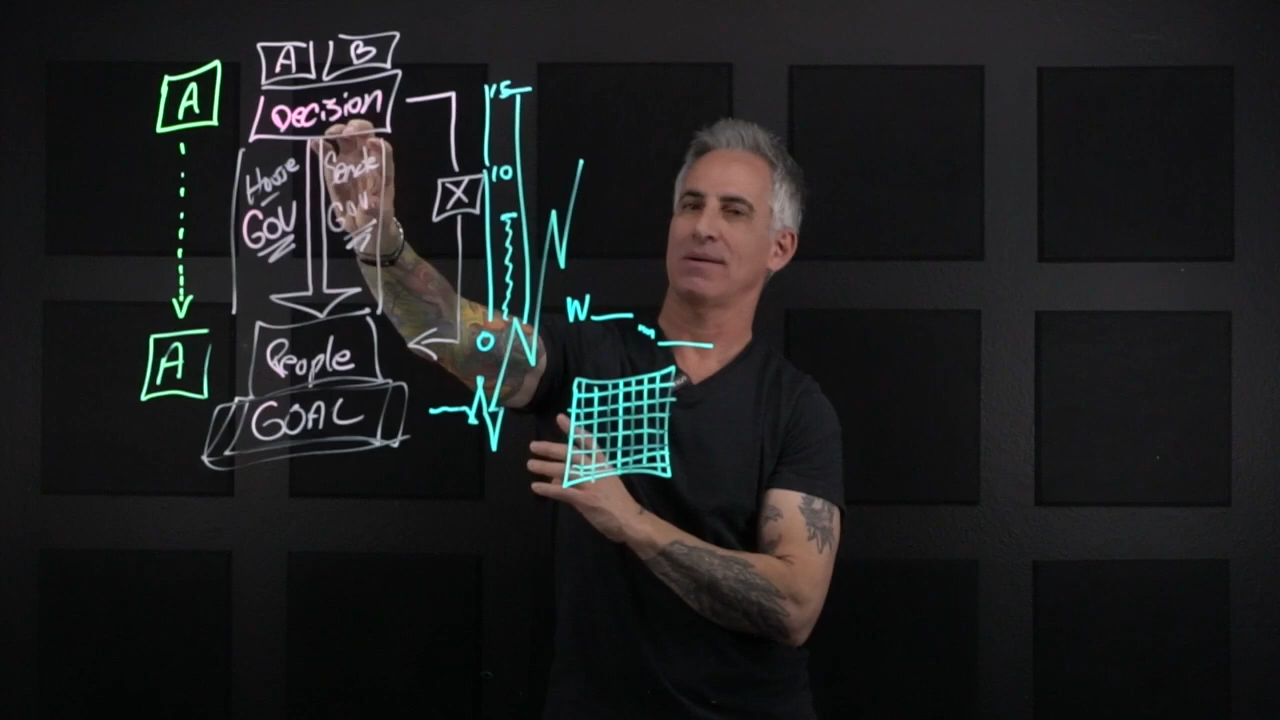 A B
A
Decision
15
House
GOV
Senate
Gov.
10
X
0
W
A
People
GOAL